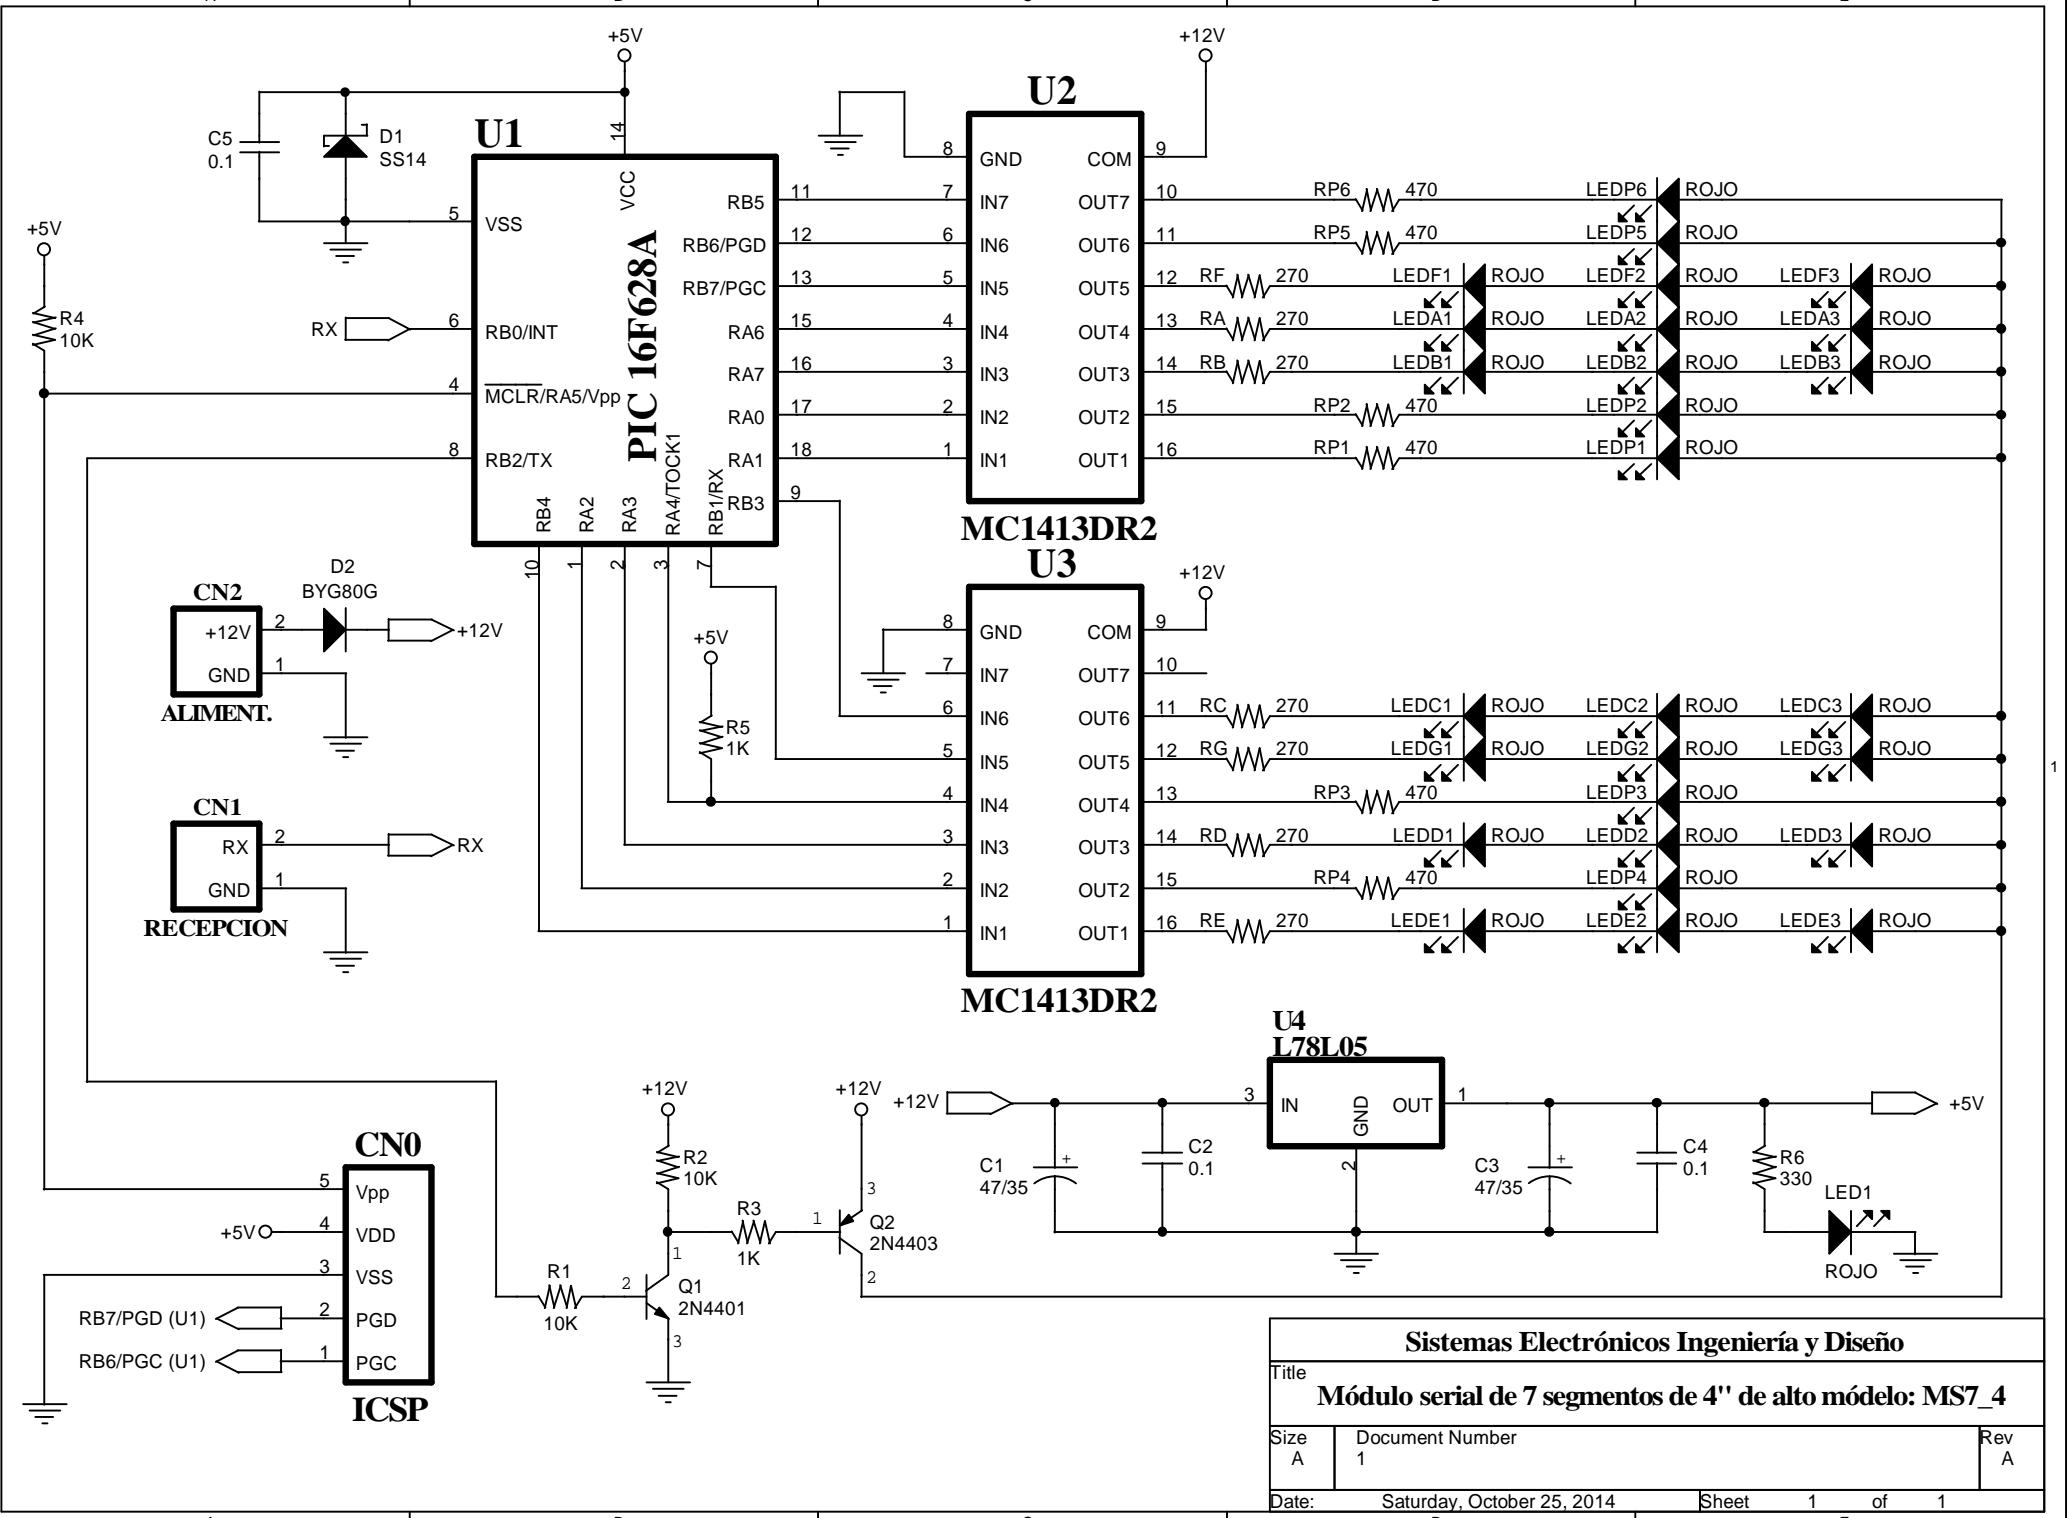 +5V
+12V
U2
C5
0.1
D1
SS14
U1
14
VCC
5
VSS
RX
6
RB0/INT
+5V
R4
10K
4
MCLR/RA5/Vpp
8
RB2/TX
PIC 16F628A
RB5
11
RB6/PGD
12
RB7/PGC
13
RA6
15
RA7
16
RA0
17
RA1
18
RB3
9
RB4
RA2
RA3
RA4/TOCK1
RB1/RX
10
1
2
3
7
8
GND
COM
9
7
IN7
OUT7
10
RP6
470
LEDP6
ROJO
6
IN6
OUT6
11
RP5
470
LEDP5
ROJO
5
IN5
OUT5
12
RF
270
LEDF1
ROJO
LEDF2
ROJO
LEDF3
ROJO
4
IN4
OUT4
13
RA
270
LEDA1
ROJO
LEDA2
ROJO
LEDA3
ROJO
3
IN3
OUT3
14
RB
270
LEDB1
ROJO
LEDB2
ROJO
LEDB3
ROJO
2
IN2
OUT2
15
RP2
470
LEDP2
ROJO
1
IN1
OUT1
16
RP1
470
LEDP1
ROJO
MC1413DR2
U3
+12V
8
GND
COM
9
7
IN7
OUT7
10
6
IN6
OUT6
11
RC
270
LEDC1
ROJO
LEDC2
ROJO
LEDC3
ROJO
5
IN5
OUT5
12
RG
270
LEDG1
ROJO
LEDG2
ROJO
LEDG3
ROJO
4
IN4
OUT4
13
RP3
470
LEDP3
ROJO
3
IN3
OUT3
14
RD
270
LEDD1
ROJO
LEDD2
ROJO
LEDD3
ROJO
2
IN2
OUT2
15
RP4
470
LEDP4
ROJO
1
IN1
OUT1
16
RE
270
LEDE1
ROJO
LEDE2
ROJO
LEDE3
ROJO
MC1413DR2
1
+5V
R5
1K
D2
BYG80G
CN2
+12V
2
+12V
GND
1
ALIMENT.
CN1
RX
2
RX
GND
1
RECEPCION
CN0
5
Vpp
+5V
4
VDD
3
VSS
RB7/PGD (U1)
2
PGD
RB6/PGC (U1)
1
PGC
ICSP
R1
10K
+12V
R2
10K
R3
1K
1
2
Q1
2N4401
3
+12V
3
1
Q2
2N4403
2
U4
L78L05
+12V
3
IN
GND
OUT
1
2
+5V
C1
47/35
+
C2
0.1
C3
47/35
+
C4
0.1
R6
330
LED1
ROJO
Sistemas Electrónicos Ingeniería y Diseño
Title
Módulo serial de 7 segmentos de 4" de alto módelo: MS7_4
Size
A
Document Number
1
Rev
A
Date:
Saturday, October 25, 2014
Sheet
1
of
1